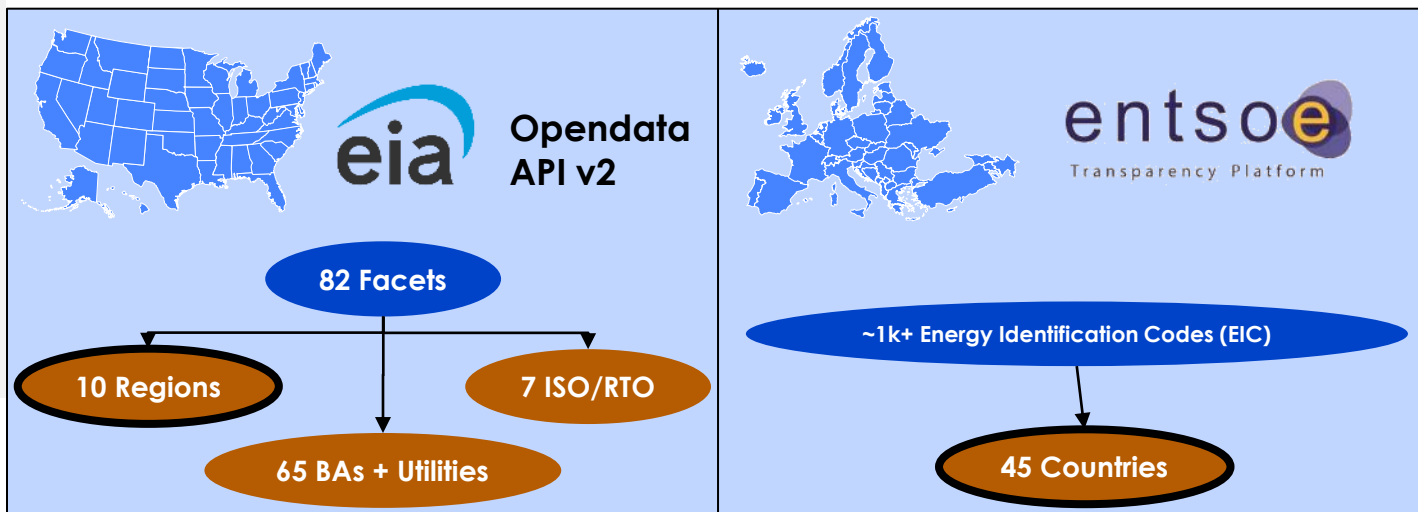 eia
Opendata
API v2
82 Facets
10 Regions
7 ISO/RTO
65 BAs + Utilities
entsoe
Transparency Platform
~1k+ Energy Identification Codes (EIC)
45 Countries